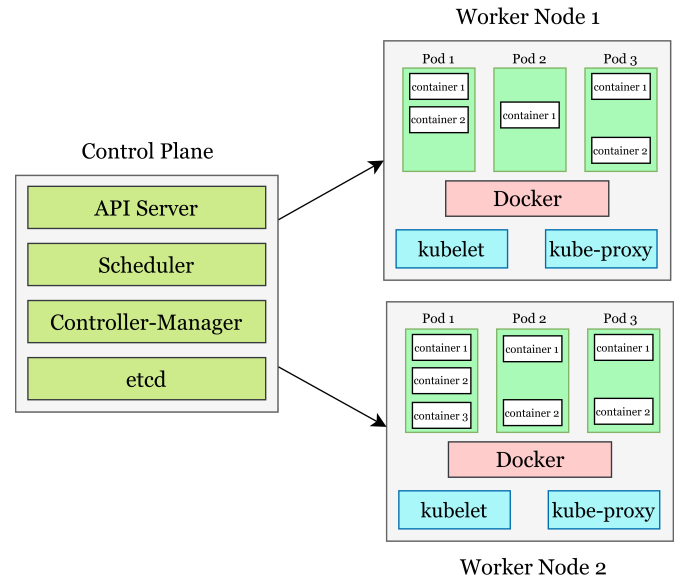 Worker Node 1
Pod 1
Pod 2
Pod 3
container 1
container 2
container 1
container 1
container 2
Docker
kubelet
kube-proxy
Control Plane
API Server
Scheduler
Controller-Manager
etcd
Pod 1
Pod 2
Pod 3
container 1
container 2
container 3
container 1
container 2
container 1
container 2
Docker
kubelet
kube-proxy
Worker Node 2